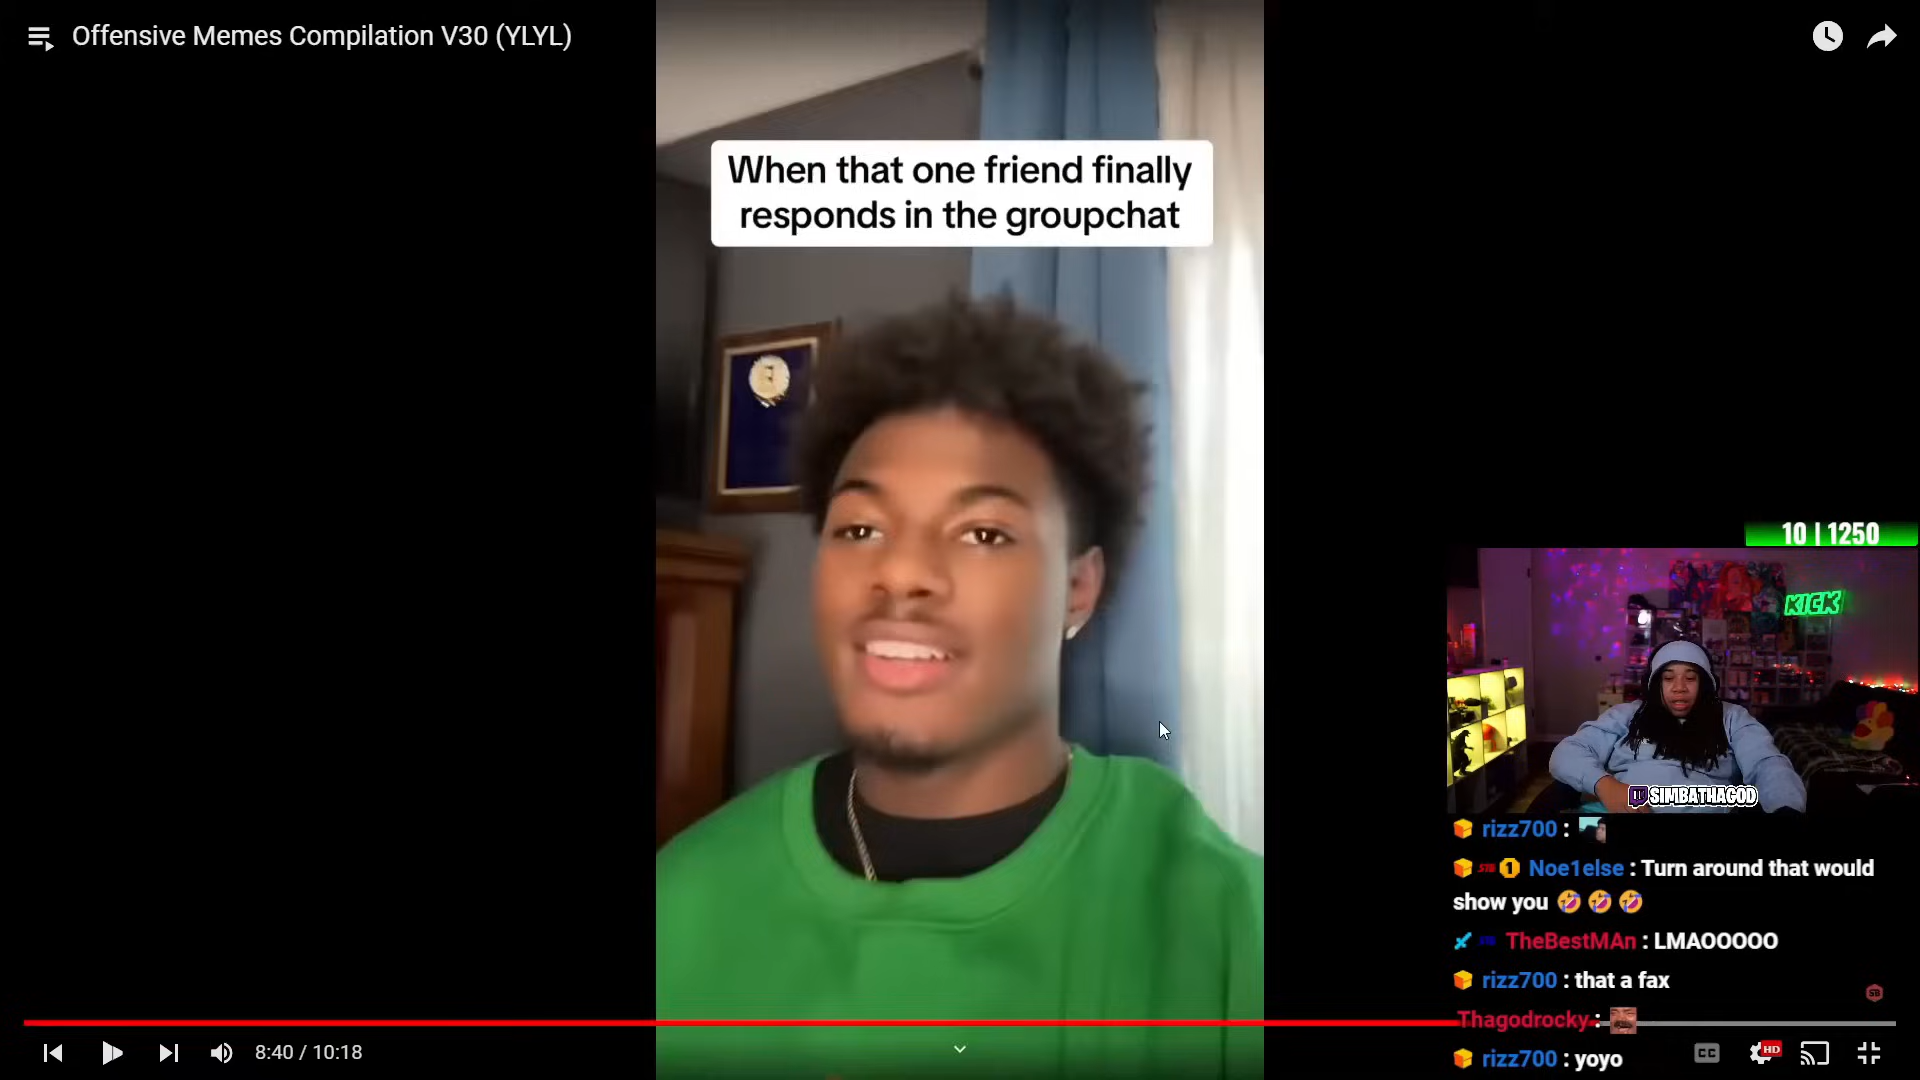 Offensive Memes Compilation V30 (YLYL)
When that one friend finally
responds in the groupchat
10 | 1250
KICK
SIMBATHAGOD
rizz700 :
Noe1else : Turn around that would
show you 🤣 🤣 🤣
TheBestMAn : LMAOOOOO
rizz700 : that a fax
Thagodrocky :
rizz700 : yoyo
8:40 / 10:18
CC
HD